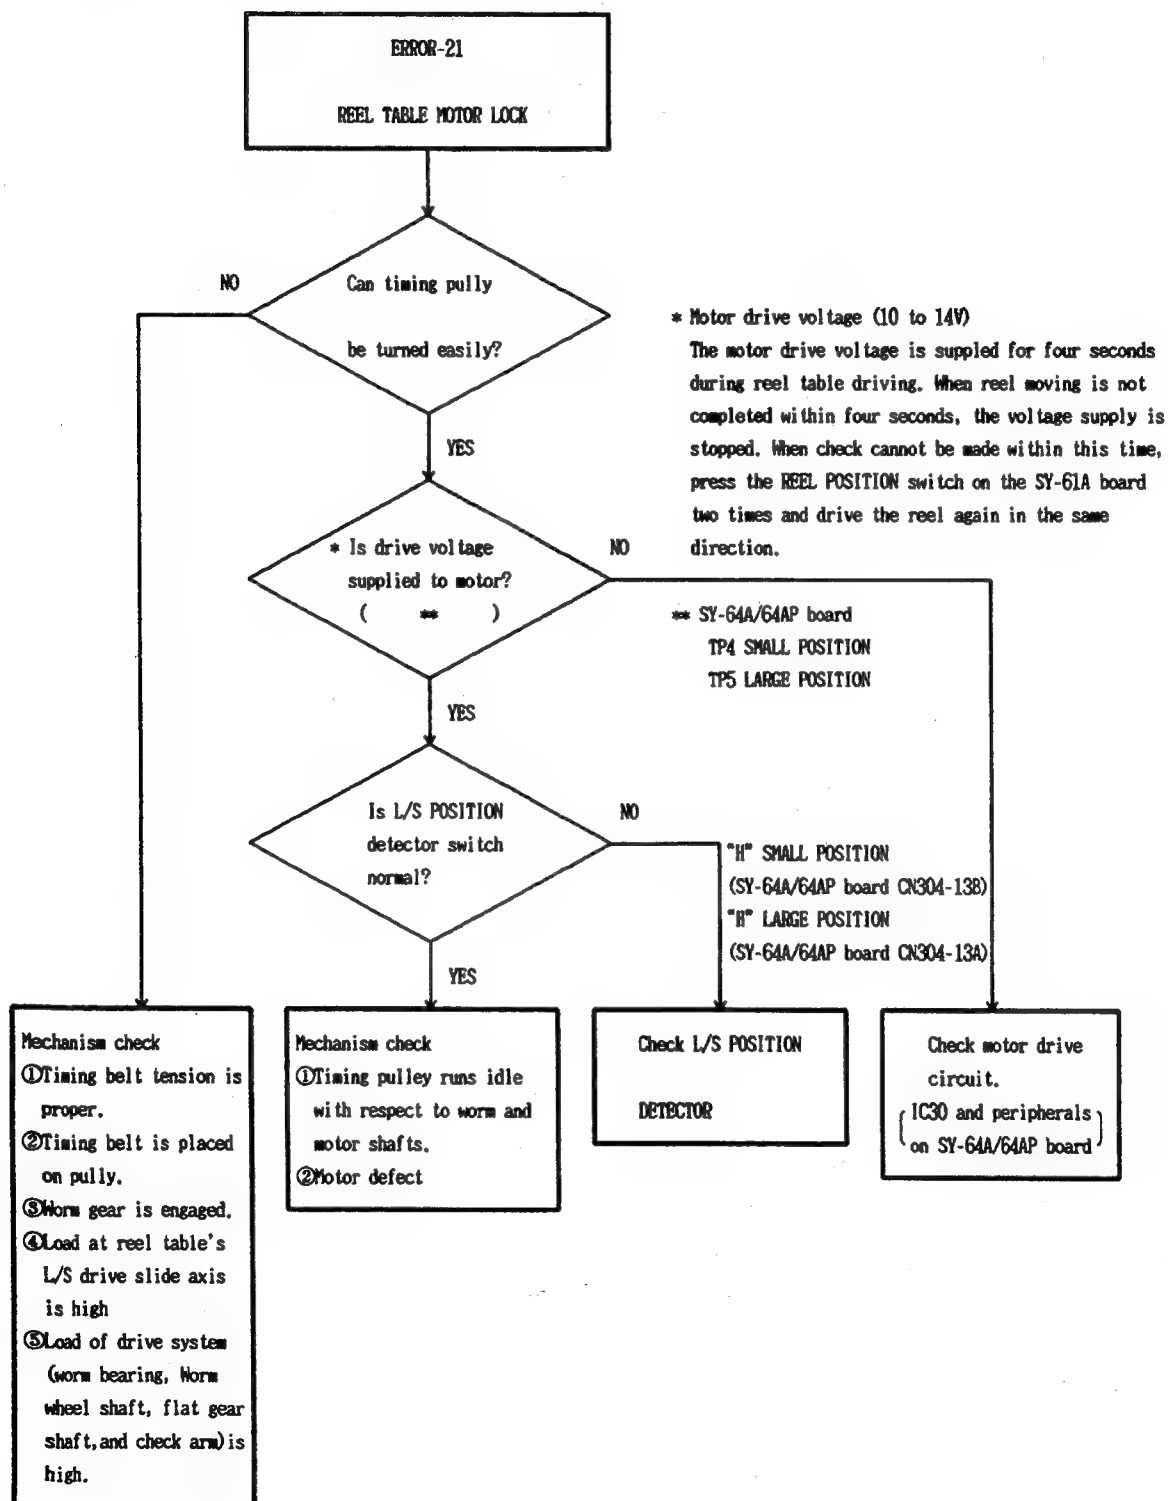 ERROR-21
REEL TABLE MOTOR LOCK
NO
Can timing pully
be turned easily?
YES
* Motor drive voltage (10 to 14V)
The motor drive voltage is suppled for four seconds
during reel table driving. When reel moving is not
completed within four seconds, the voltage supply is
stopped. When check cannot be made within this time,
press the REEL POSITION switch on the SY-61A board
two times and drive the reel again in the same
direction.
* Is drive voltage
supplied to motor?
( ** )
NO
YES
** SY-64A/64AP board
TP4 SMALL POSITION
TP5 LARGE POSITION
Is L/S POSITION
detector switch
normal?
NO
YES
"H" SMALL POSITION
(SY-64A/64AP board CN304-13B)
"H" LARGE POSITION
(SY-64A/64AP board CN304-13A)
Mechanism check
①Timing belt tension is
proper.
②Timing belt is placed
on pully.
③Worm gear is engaged.
④Load at reel table's
L/S drive slide axis
is high
⑤Load of drive system
(worm bearing, Worm
wheel shaft, flat gear
shaft,and check arm)is
high.
Mechanism check
①Timing pulley runs idle
with respect to worm and
motor shafts.
②Motor defect
Check L/S POSITION
DETECTOR
Check motor drive
circuit.
(IC30 and peripherals
on SY-64A/64AP board)